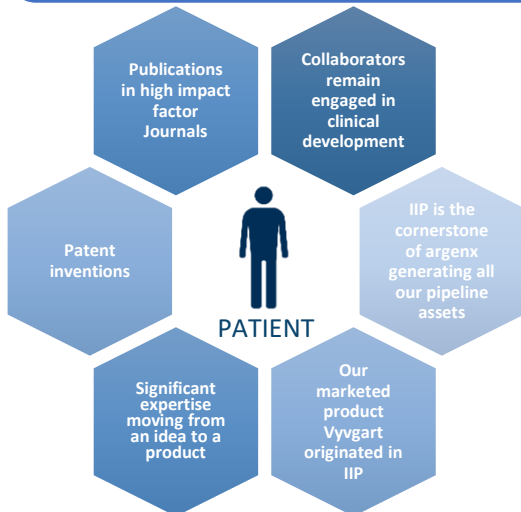 Publications
in high impact
factor
Journals
Collaborators
remain
engaged in
clinical
development
Patent
inventions
PATIENT
IIP is the
cornerstone
of argenx
generating all
our pipeline
assets
Significant
expertise
moving from
an idea to a
product
Our
marketed
product
Vyvgart
originated in
IIP